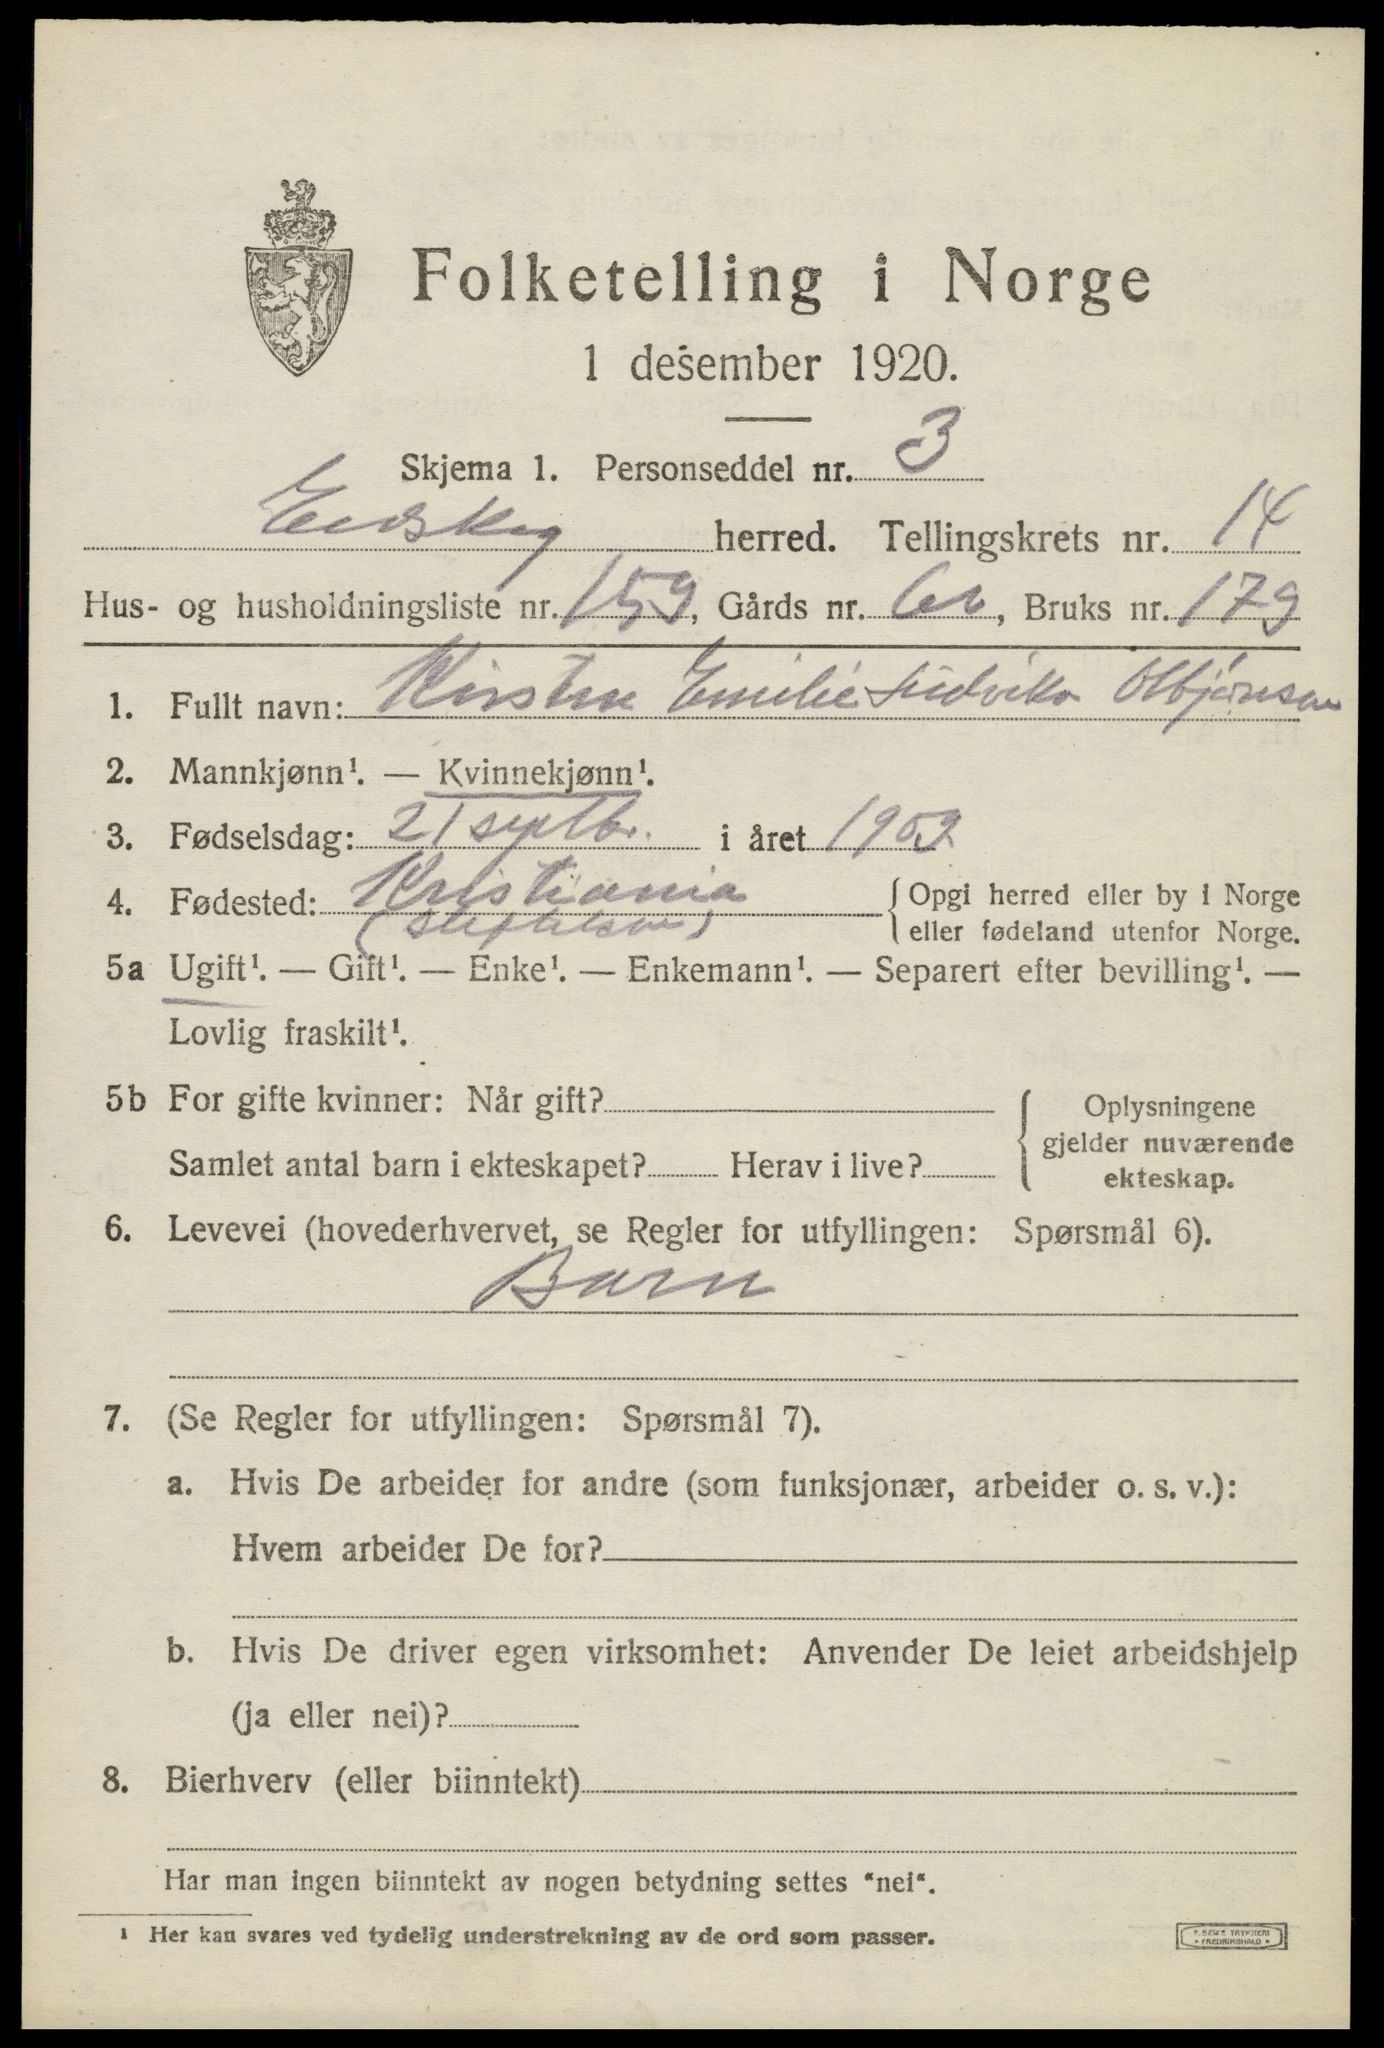 Folketelling i Norge
1 desember 1920.
Skjema 1. Personseddel nr. 3
Eidskog herred. Tellingskrets nr. 14
Hus- og husholdningsliste nr. 159, Gårds nr. 62, Bruks nr. 179
1. Fullt navn: Kirsten Emilie Ludvika Olbjørnsen
2. Mannkjønn¹. — Kvinnekjønn¹.
3. Fødselsdag: 21 septbr. i året 1909
4. Fødested: Kristiania { Opgi herred eller by i Norge
eller fødeland utenfor Norge.
5a Ugift¹. — Gift¹. — Enke¹. — Enkemann¹. — Separert efter bevilling¹. —
Lovlig fraskilt¹.
5b For gifte kvinner: Når gift? { Oplysningene
gjelder nuværende
Samlet antal barn i ekteskapet? Herav i live?
ekteskap.
6. Levevei (hovederhvervet, se Regler for utfyllingen: Spørsmål 6).
Barn
7. (Se Regler for utfyllingen: Spørsmål 7).
a. Hvis De arbeider for andre (som funksjonær, arbeider o. s. v.):
Hvem arbeider De for?
b. Hvis De driver egen virksomhet: Anvender De leiet arbeidshjelp
(ja eller nei)?
8. Bierhverv (eller biinntekt)
Har man ingen biinntekt av nogen betydning settes "nei".
¹ Her kan svares ved tydelig understrekning av de ord som passer.
TRYKKERI
• FREDRIKSHALD •